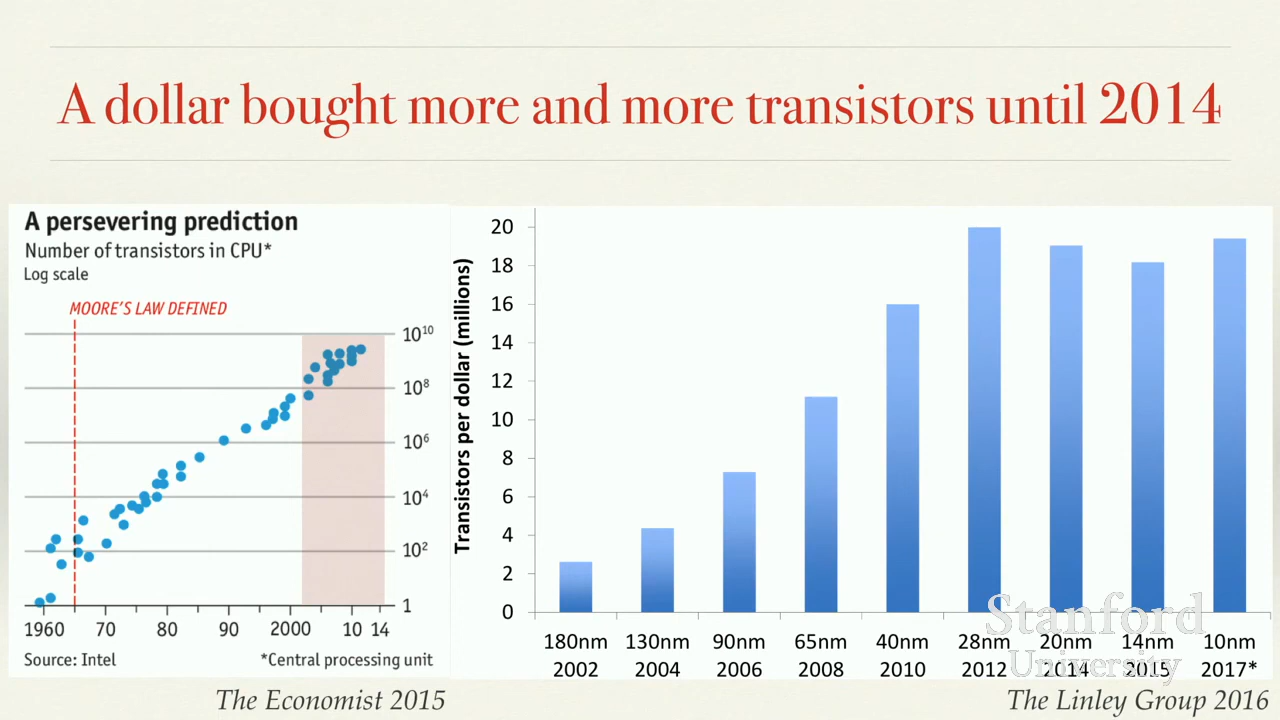 A dollar bought more and more transistors until 2014
A persevering prediction
Number of transistors in CPU*
Log scale
MOORE'S LAW DEFINED
10¹⁰
10⁸
10⁶
10⁴
10²
1
1960 70 80 90 2000 10 14
Source: Intel *Central processing unit
The Economist 2015
Transistors per dollar (millions)
20
18
16
14
12
10
8
6
4
2
0
180nm 130nm 90nm 65nm 40nm 28nm 20nm 14nm 10nm
2002 2004 2006 2008 2010 2012 2014 2015 2017*
Stanford
University
The Linley Group 2016